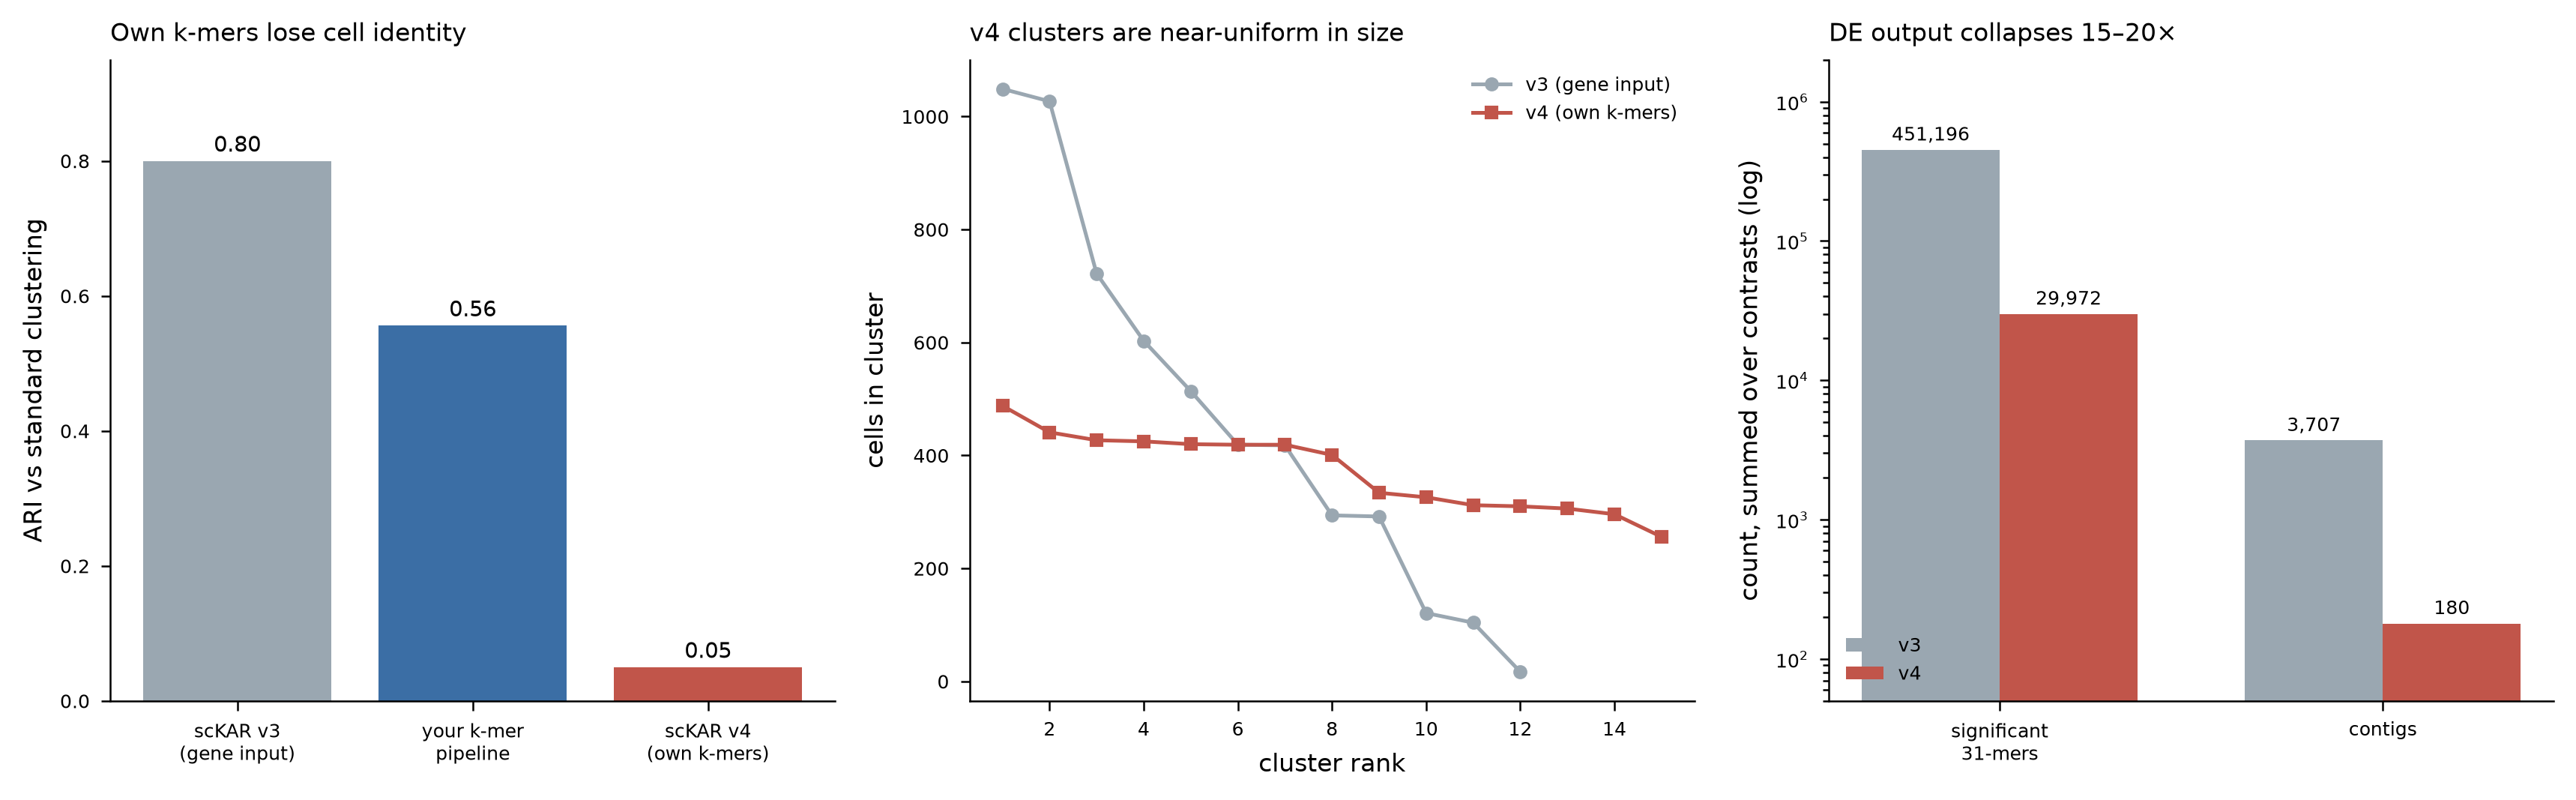 Own k-mers lose cell identity
ARI vs standard clustering
0.8
0.6
0.4
0.2
0.0
0.80
0.56
0.05
scKAR v3
(gene input)
your k-mer
pipeline
scKAR v4
(own k-mers)
v4 clusters are near-uniform in size
cells in cluster
1000
800
600
400
200
0
v3 (gene input)
v4 (own k-mers)
2
4
6
8
10
12
14
cluster rank
DE output collapses 15–20×
count, summed over contrasts (log)
10⁶
10⁵
10⁴
10³
10²
451,196
29,972
3,707
180
v3
v4
significant
31-mers
contigs